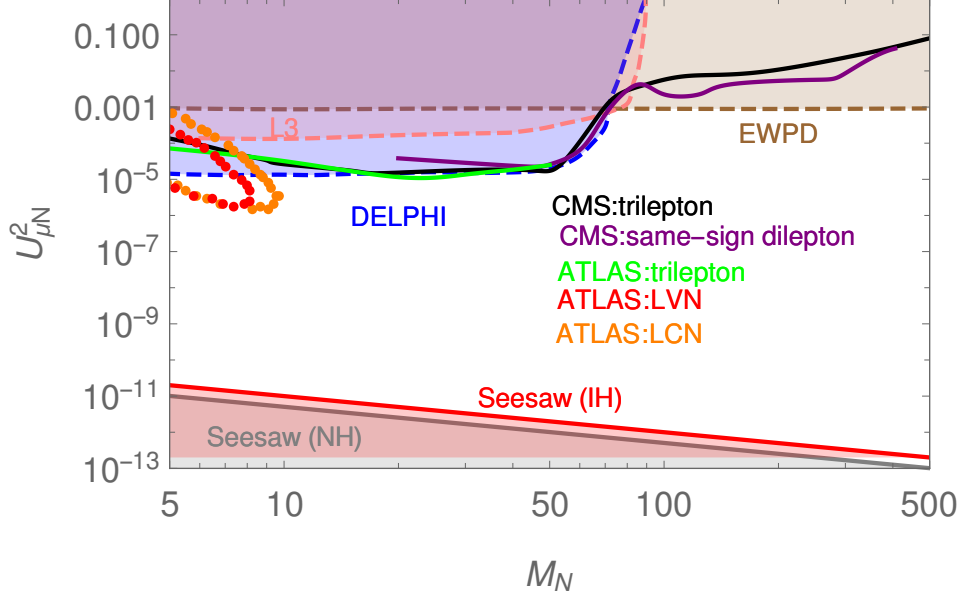 0.100
0.001
L3
EWPD
10⁻⁵
DELPHI
CMS:trilepton
CMS:same−sign dilepton
10⁻⁷
ATLAS:trilepton
ATLAS:LVN
10⁻⁹
ATLAS:LCN
10⁻¹¹
Seesaw (IH)
Seesaw (NH)
10⁻¹³
U²μN
5 10 50 100 500
M_N